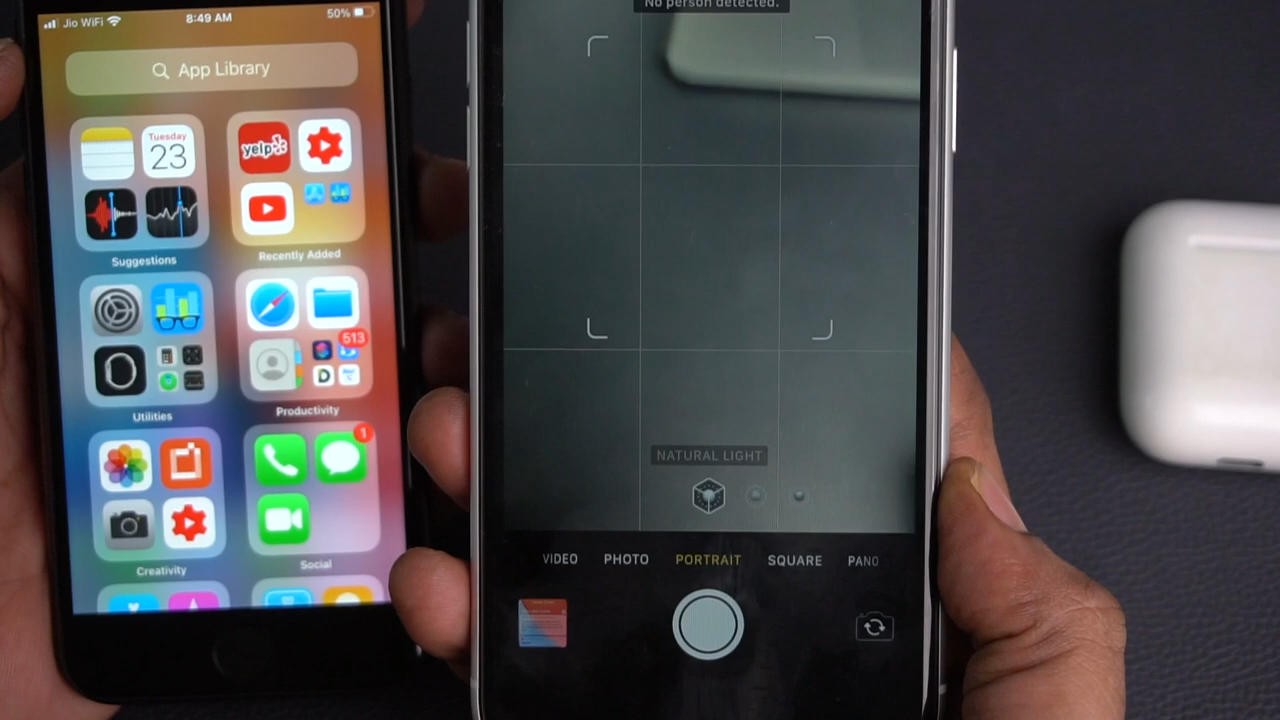 Jio WiFi
8:49 AM
50%
App Library
Tuesday
23
yelp
Suggestions
Recently Added
513
Utilities
Productivity
1
Creativity
Social
No person detected.
NATURAL LIGHT
VIDEO PHOTO PORTRAIT SQUARE PANO